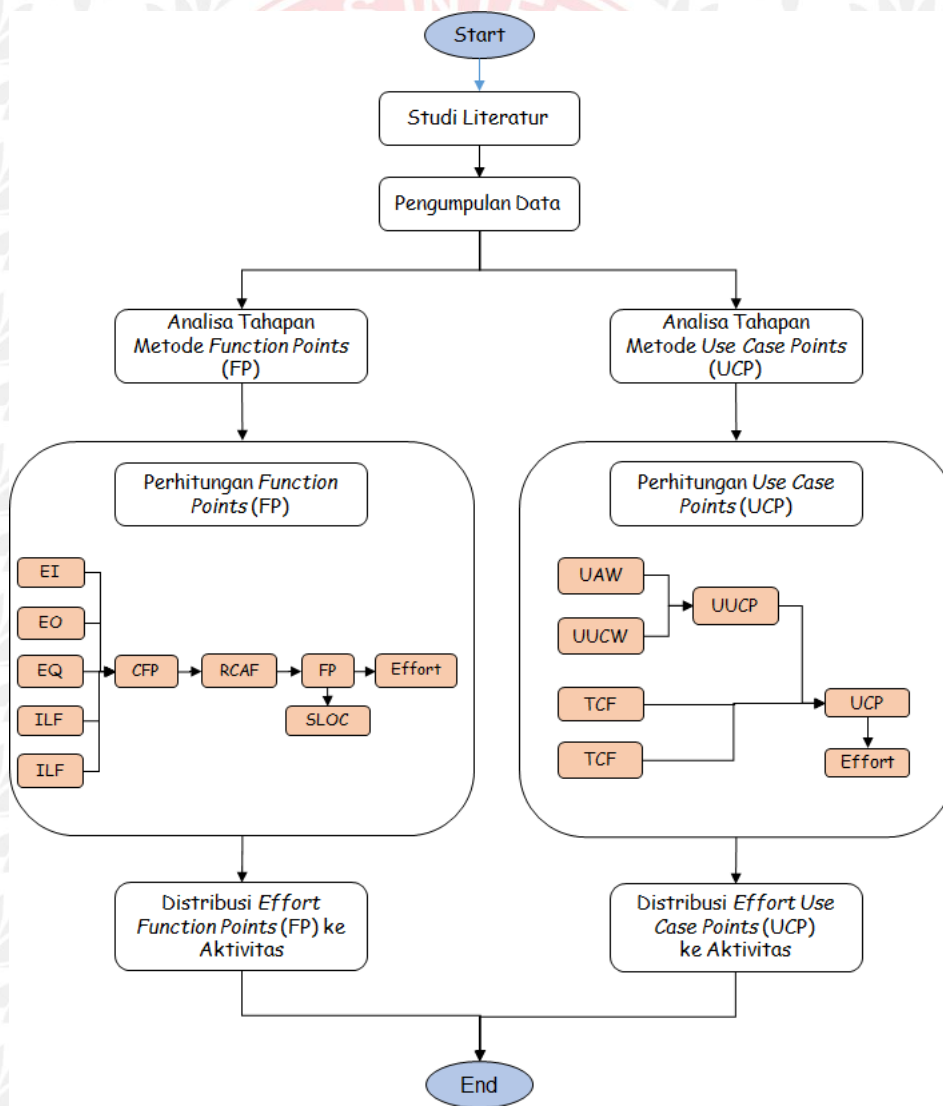 Start
Studi Literatur
Pengumpulan Data
Analisa Tahapan
Metode Function Points
(FP)
Analisa Tahapan
Metode Use Case Points
(UCP)
Perhitungan Function
Points (FP)
EI
EO
EQ
ILF
ILF
CFP
RCAF
FP
Effort
SLOC
Perhitungan Use Case
Points (UCP)
UAW
UUCW
UUCP
TCF
TCF
UCP
Effort
Distribusi Effort
Function Points (FP) ke
Aktivitas
Distribusi Effort Use
Case Points (UCP)
ke Aktivitas
End